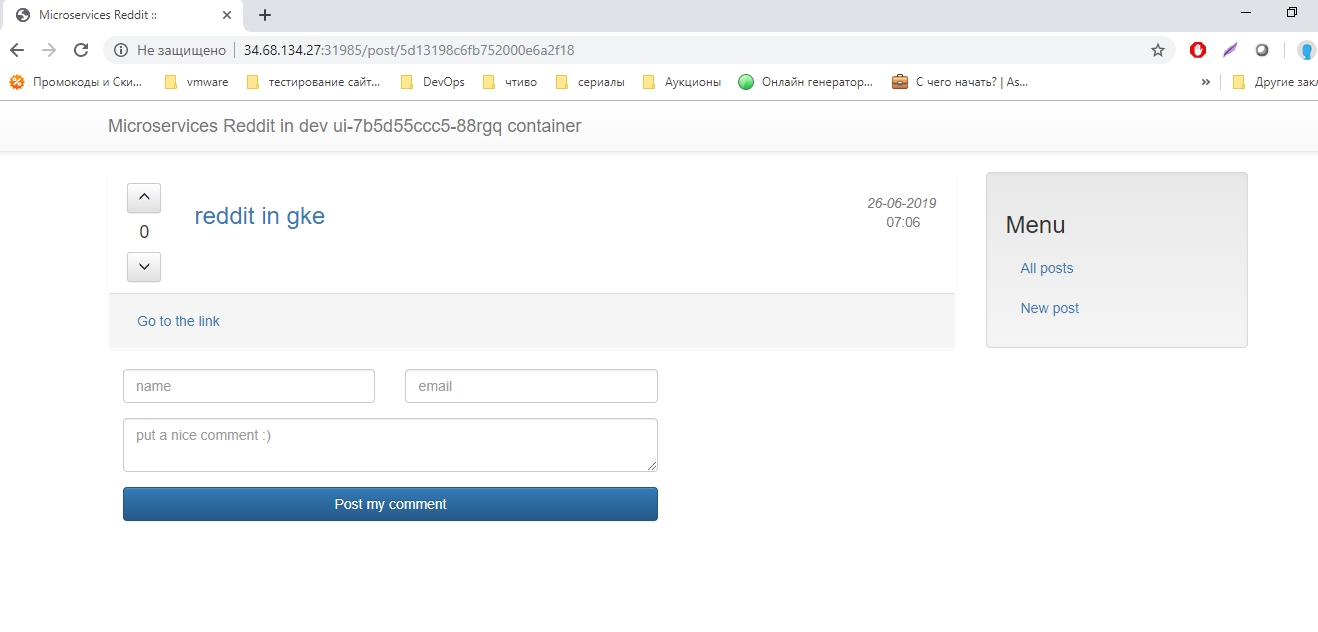 Microservices Reddit ::
Не защищено 34.68.134.27:31985/post/5d13198c6fb752000e6a2f18
Промокоды и Ски... vmware тестирование сайт... DevOps чтиво сериалы Аукционы Онлайн генератор... С чего начать? | As... » Другие закл
Microservices Reddit in dev ui-7b5d55ccc5-88rgq container
reddit in gke
0
26-06-2019
07:06
Go to the link
Menu
All posts
New post
name email
put a nice comment :)
Post my comment